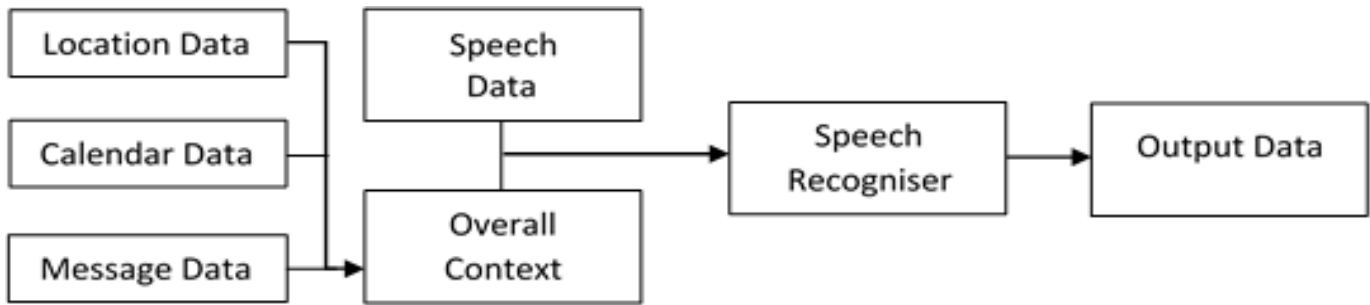 Location Data
Speech
Data
Calendar Data
Speech
Recogniser
Output Data
Overall
Context
Message Data